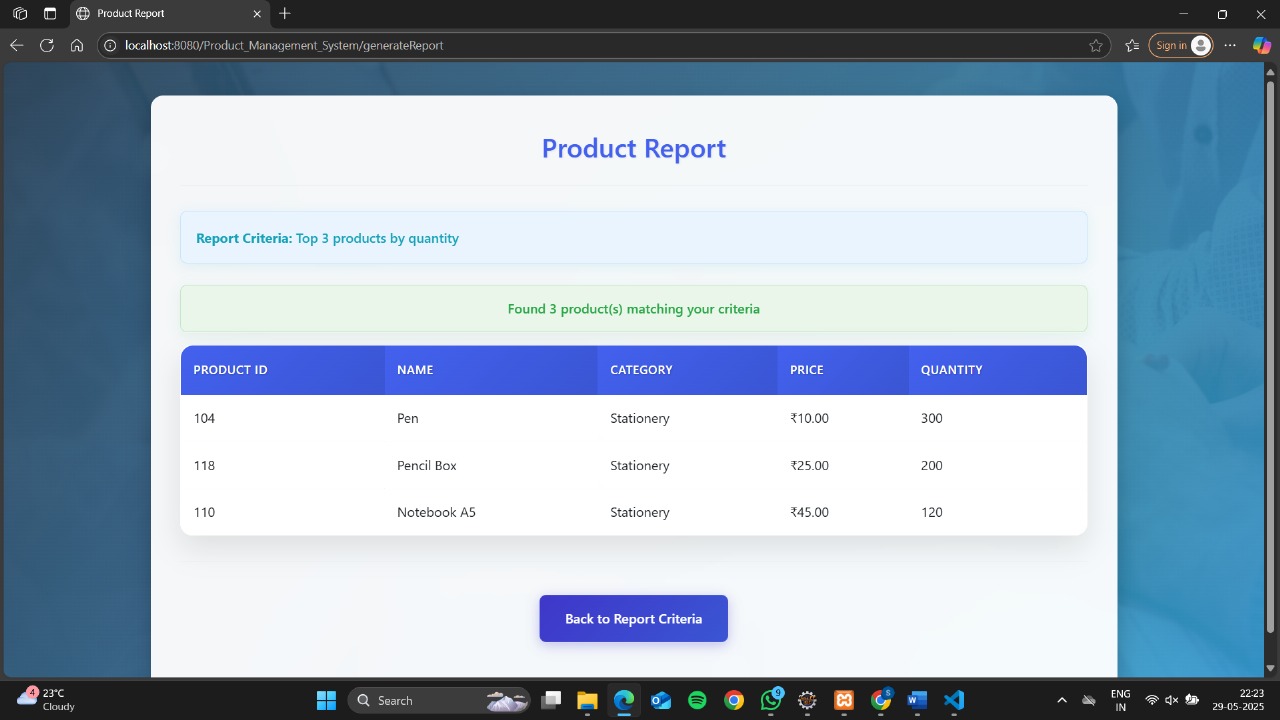 Product Report
localhost:8080/Product_Management_System/generateReport
Sign in
Product Report
Report Criteria: Top 3 products by quantity
Found 3 product(s) matching your criteria
PRODUCT ID NAME CATEGORY PRICE QUANTITY
104 Pen Stationery ₹10.00 300
118 Pencil Box Stationery ₹25.00 200
110 Notebook A5 Stationery ₹45.00 120
Back to Report Criteria
4 23°C
Cloudy
Search
9
S
ENG
IN
22:23
29-05-2025